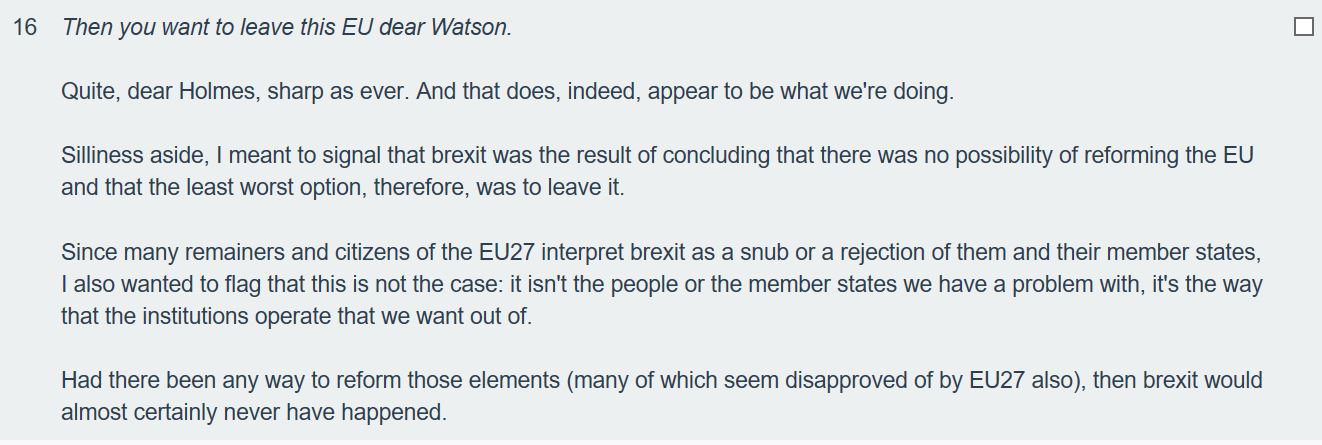 16 Then you want to leave this EU dear Watson.
Quite, dear Holmes, sharp as ever. And that does, indeed, appear to be what we're doing.
Silliness aside, I meant to signal that brexit was the result of concluding that there was no possibility of reforming the EU
and that the least worst option, therefore, was to leave it.
Since many remainers and citizens of the EU27 interpret brexit as a snub or a rejection of them and their member states,
I also wanted to flag that this is not the case: it isn't the people or the member states we have a problem with, it's the way
that the institutions operate that we want out of.
Had there been any way to reform those elements (many of which seem disapproved of by EU27 also), then brexit would
almost certainly never have happened.